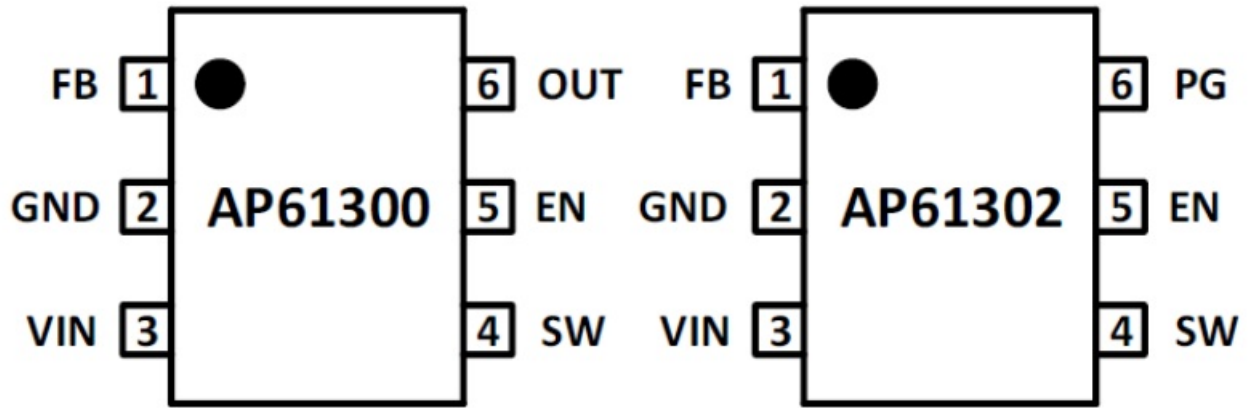 FB 1 6 OUT FB 1 6 PG
GND 2 AP61300 5 EN GND 2 AP61302 5 EN
VIN 3 4 SW VIN 3 4 SW